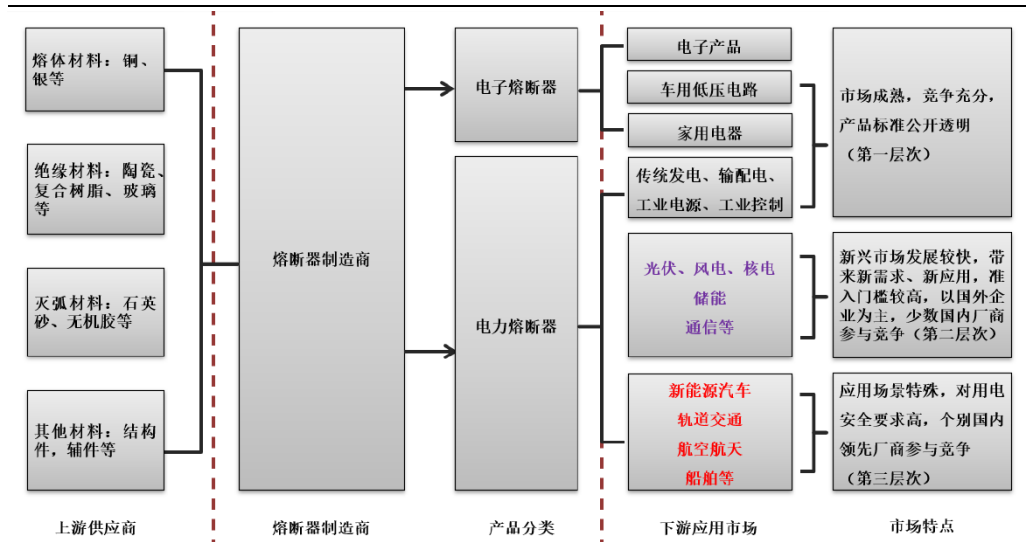 熔体材料：铜、
银等
绝缘材料：陶瓷、
复合树脂、玻璃
等
灭弧材料：石英
砂、无机胶等
其他材料：结构
件，辅件等
上游供应商
熔断器制造商
熔断器制造商
电子熔断器
电力熔断器
产品分类
电子产品
车用低压电路
家用电器
传统发电、输配电、
工业电源、工业控制
光伏、风电、核电
储能
通信等
新能源汽车
轨道交通
航空航天
船舶等
下游应用市场
市场成熟，竞争充分，
产品标准公开透明
（第一层次）
新兴市场发展较快，带
来新需求、新应用，准
入门槛较高，以国外企
业为主，少数国内厂商
参与竞争（第二层次）
应用场景特殊，对用电
安全要求高，个别国内
领先厂商参与竞争
（第三层次）
市场特点